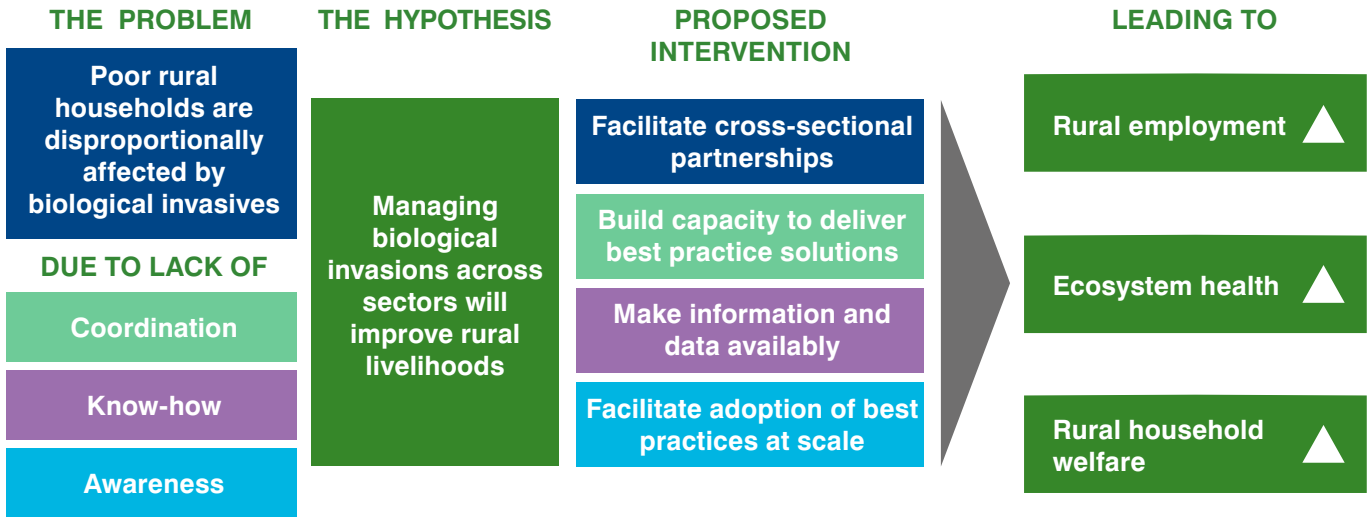 THE PROBLEM
Poor rural
households are
disproportionally
affected by
biological invasives
DUE TO LACK OF
Coordination
Know-how
Awareness
THE HYPOTHESIS
Managing
biological
invasions across
sectors will
improve rural
livelihoods
PROPOSED
INTERVENTION
Facilitate cross-sectional
partnerships
Build capacity to deliver
best practice solutions
Make information and
data availably
Facilitate adoption of best
practices at scale
LEADING TO
Rural employment
Ecosystem health
Rural household
welfare